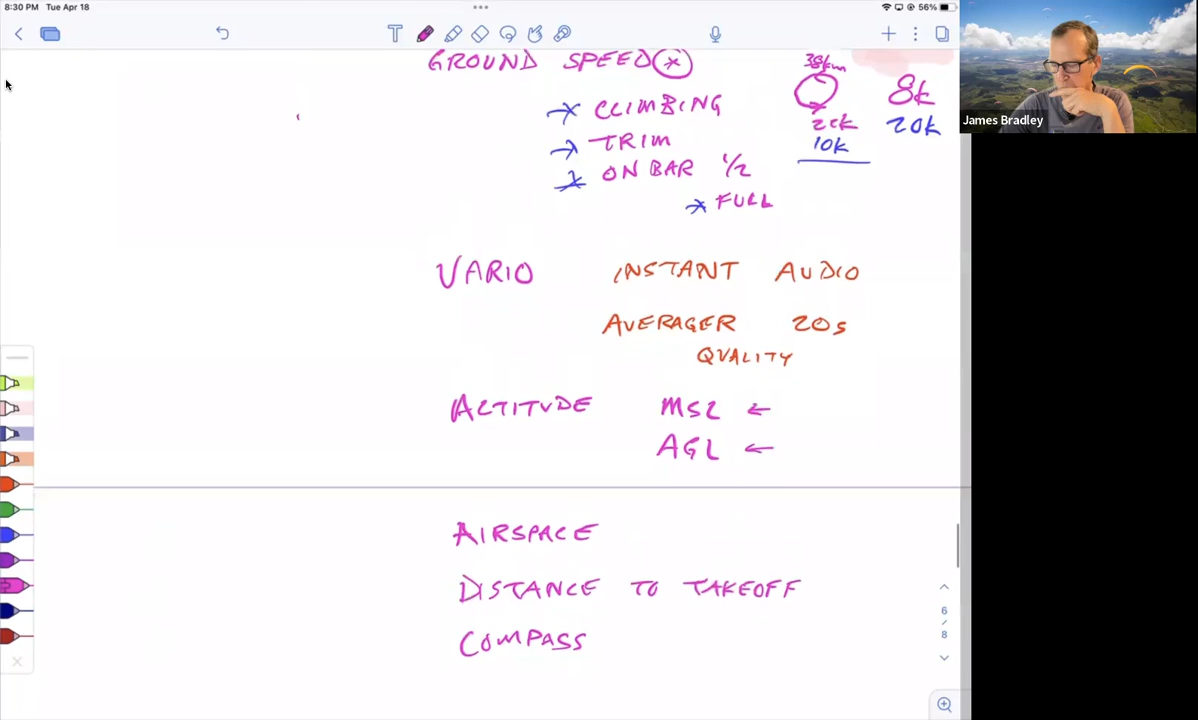 8:30 PM Tue Apr 18
56%
GROUND SPEED *
38km
8k
CLIMBING
20k
TRIM
10k
ON BAR 1/2
FULL
VARIO INSTANT AUDIO
AVERAGER 20s
QUALITY
ALTITUDE MSL ←
AGL ←
AIRSPACE
DISTANCE TO TAKEOFF
COMPASS
6
/
8
James Bradley